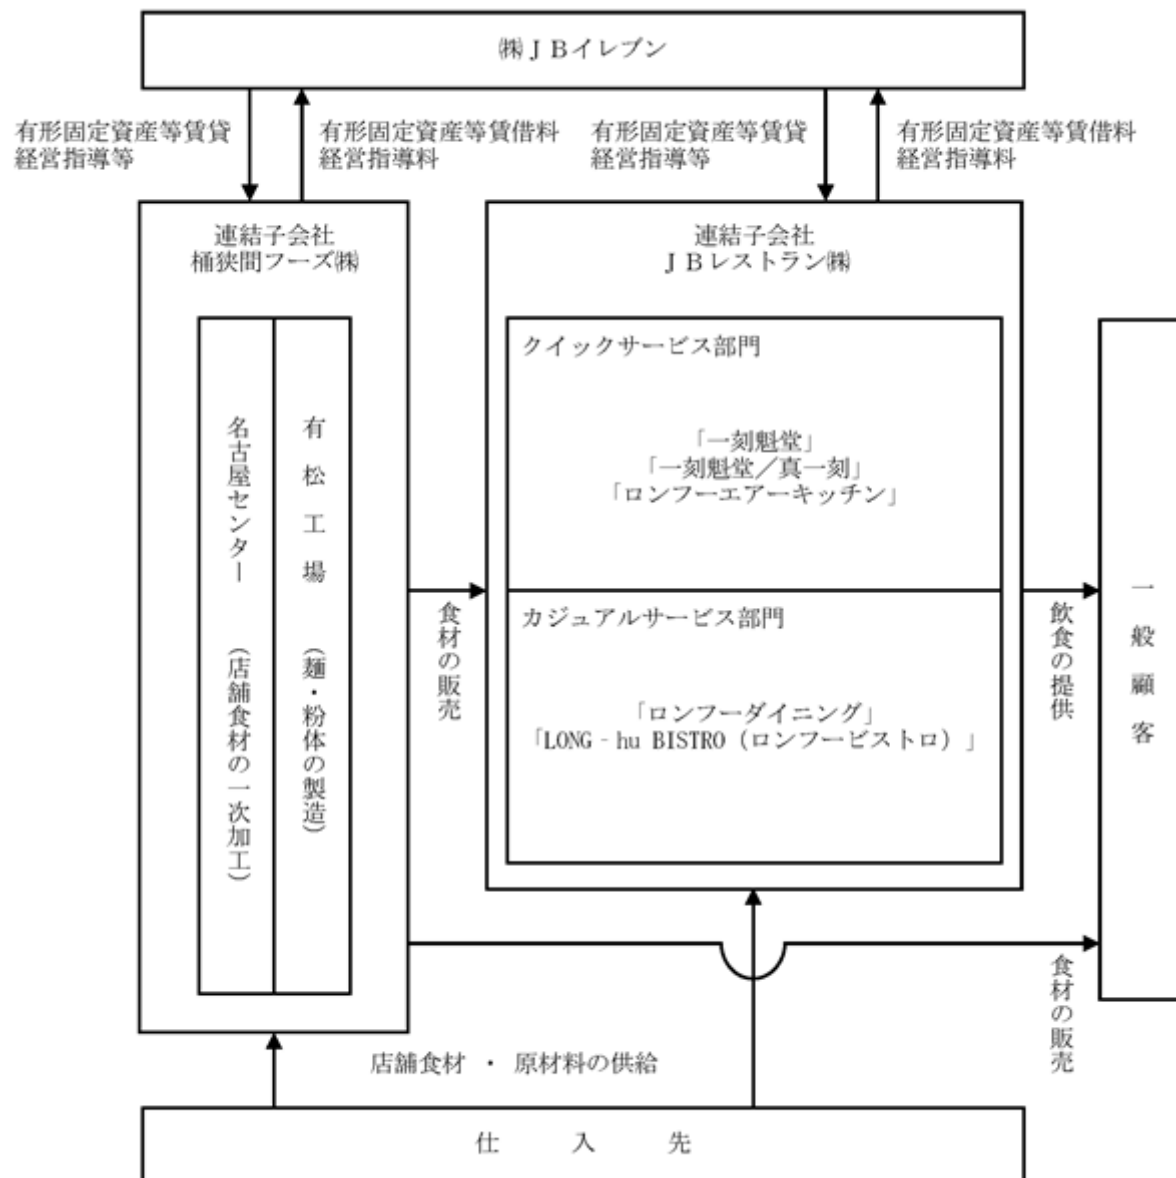 ㈱ＪＢイレブン
有形固定資産等賃貸
経営指導等
有形固定資産等賃借料
経営指導料
有形固定資産等賃貸
経営指導等
有形固定資産等賃借料
経営指導料
連結子会社
桶狭間フーズ㈱
名古屋センター（店舗食材の一次加工）
有松工場（麺・粉体の製造）
食材の販売
連結子会社
ＪＢレストラン㈱
クイックサービス部門
「一刻魁堂」
「一刻魁堂／真一刻」
「ロンフーエアーキッチン」
カジュアルサービス部門
「ロンフーダイニング」
「LONG‐hu BISTRO（ロンフービストロ）」
飲食の提供
一般顧客
食材の販売
店舗食材 ・ 原材料の供給
仕入先